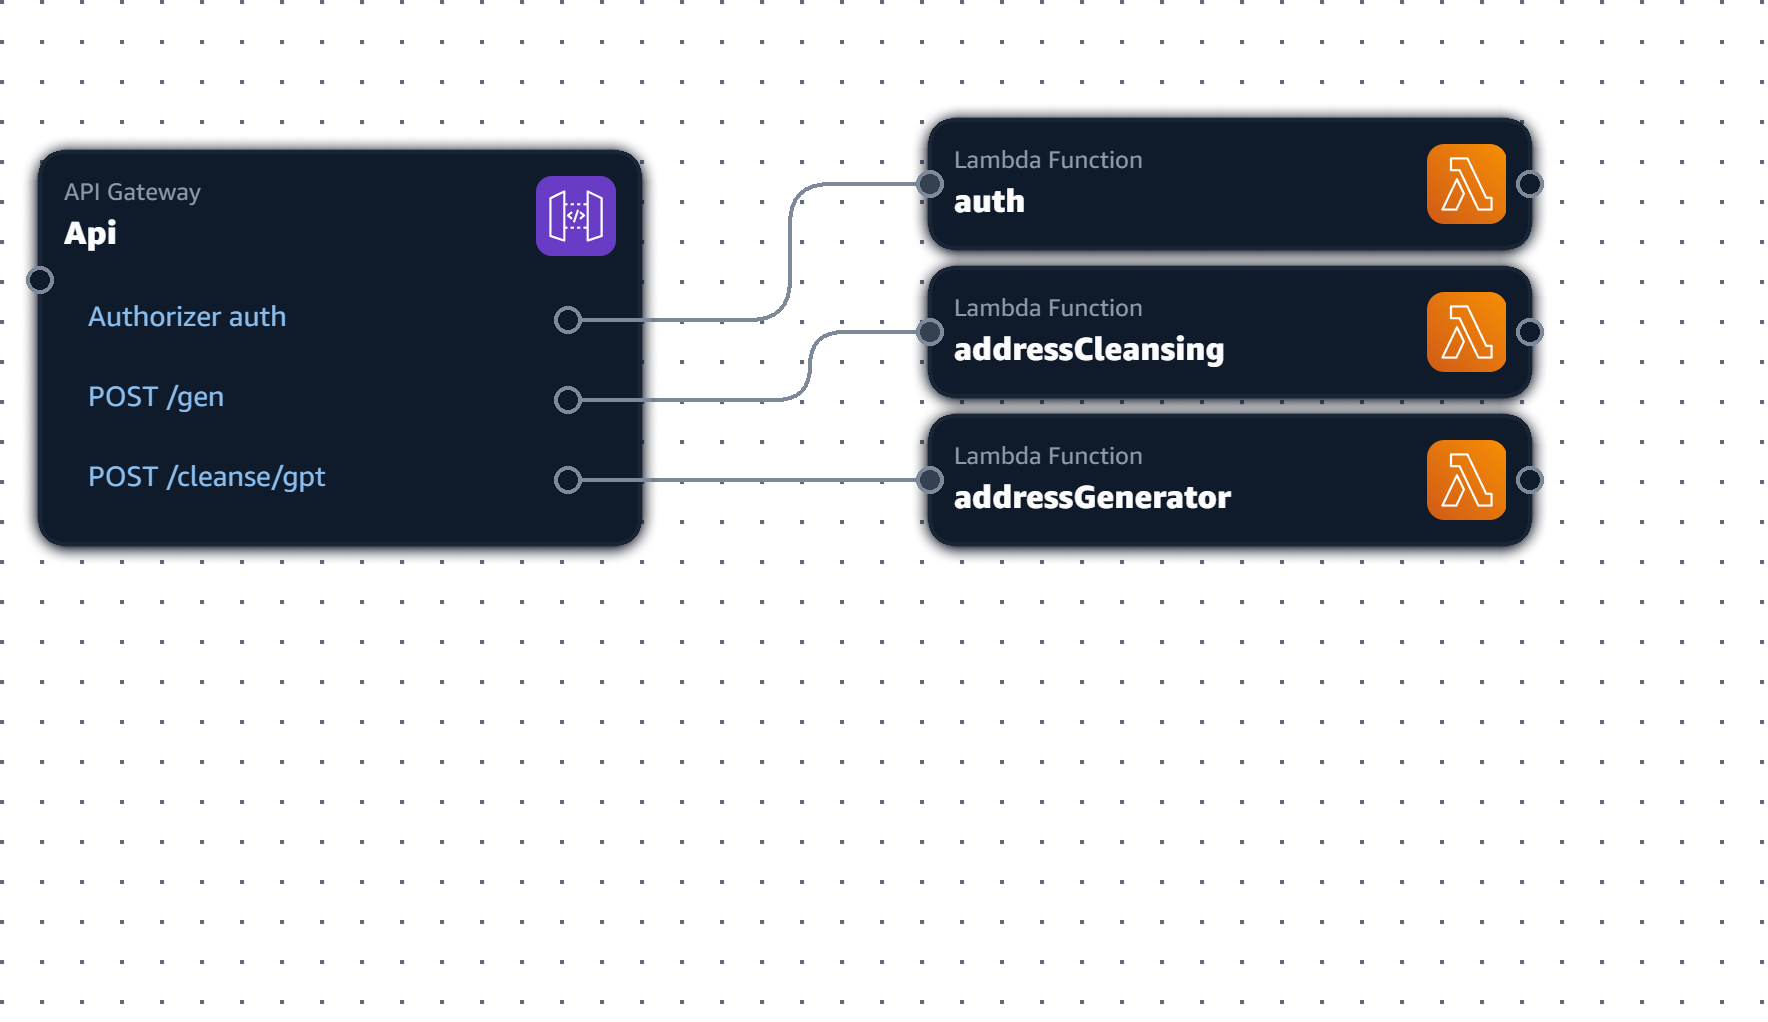 API Gateway
Api
Authorizer auth
POST /gen
POST /cleanse/gpt
Lambda Function
auth
Lambda Function
addressCleansing
Lambda Function
addressGenerator